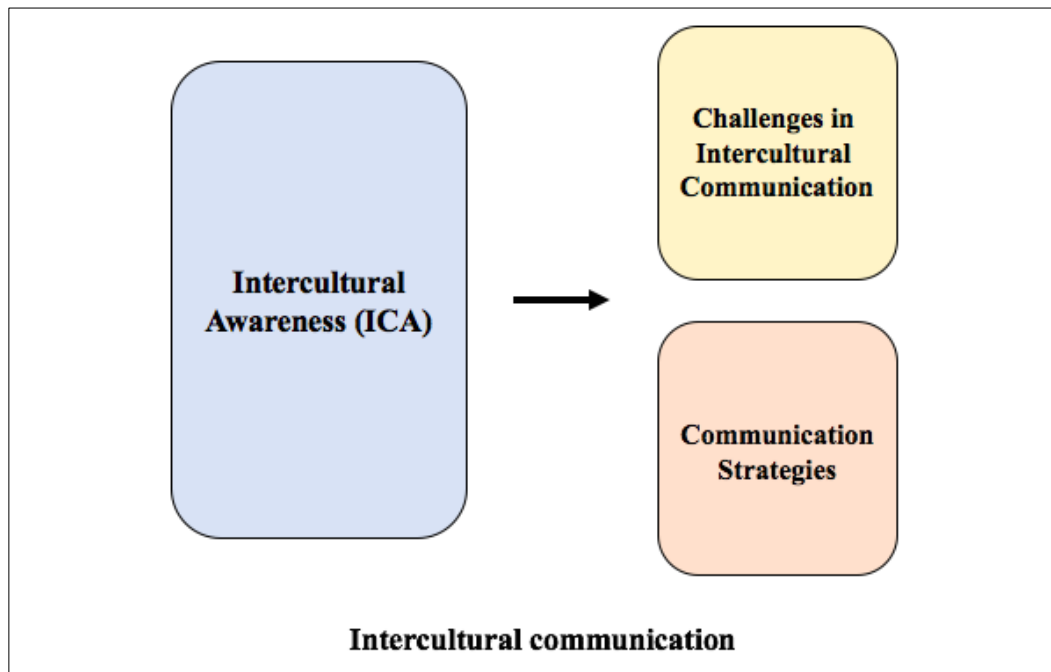 Intercultural
Awareness (ICA)
Challenges in
Intercultural
Communication
Communication
Strategies
Intercultural communication